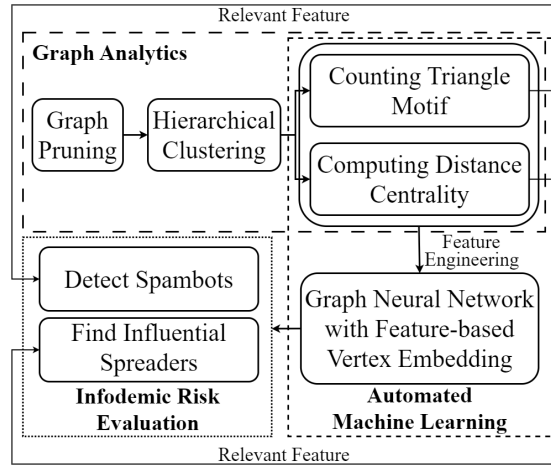 Relevant Feature
Graph Analytics
Graph
Pruning
Hierarchical
Clustering
Counting Triangle
Motif
Computing Distance
Centrality
Feature
Engineering
Detect Spambots
Find Influential
Spreaders
Infodemic Risk
Evaluation
Graph Neural Network
with Feature-based
Vertex Embedding
Automated
Machine Learning
Relevant Feature